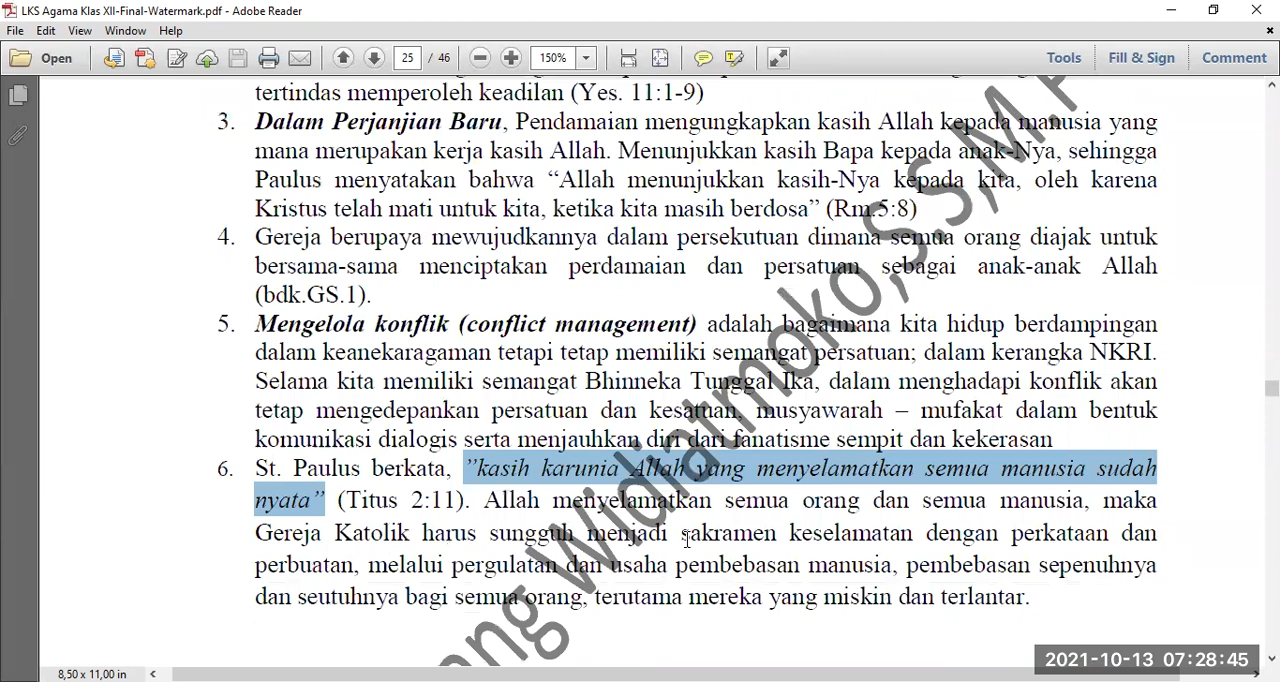 LKS Agama Klas XII-Final-Watermark.pdf - Adobe Reader
File Edit View Window Help
Open 25 / 46 150% Tools Fill & Sign Comment
tertindas memperoleh keadilan (Yes. 11:1-9)
3. Dalam Perjanjian Baru, Pendamaian mengungkapkan kasih Allah kepada manusia yang
mana merupakan kerja kasih Allah. Menunjukkan kasih Bapa kepada anak-Nya, sehingga
Paulus menyatakan bahwa “Allah menunjukkan kasih-Nya kepada kita, oleh karena
Kristus telah mati untuk kita, ketika kita masih berdosa” (Rm.5:8)
4. Gereja berupaya mewujudkannya dalam persekutuan dimana semua orang diajak untuk
bersama-sama menciptakan perdamaian dan persatuan sebagai anak-anak Allah
(bdk.GS.1).
5. Mengelola konflik (conflict management) adalah bagaimana kita hidup berdampingan
dalam keanekaragaman tetapi tetap memiliki semangat persatuan; dalam kerangka NKRI.
Selama kita memiliki semangat Bhinneka Tunggal Ika, dalam menghadapi konflik akan
tetap mengedepankan persatuan dan kesatuan, musyawarah – mufakat dalam bentuk
komunikasi dialogis serta menjauhkan diri dari fanatisme sempit dan kekerasan
6. St. Paulus berkata, ”kasih karunia Allah yang menyelamatkan semua manusia sudah
nyata” (Titus 2:11). Allah menyelamatkan semua orang dan semua manusia, maka
Gereja Katolik harus sungguh menjadi sakramen keselamatan dengan perkataan dan
perbuatan, melalui pergulatan dan usaha pembebasan manusia, pembebasan sepenuhnya
dan seutuhnya bagi semua orang, terutama mereka yang miskin dan terlantar.
Widiatmoko,S.S,M.
8,50 x 11,00 in
2021-10-13 07:28:45